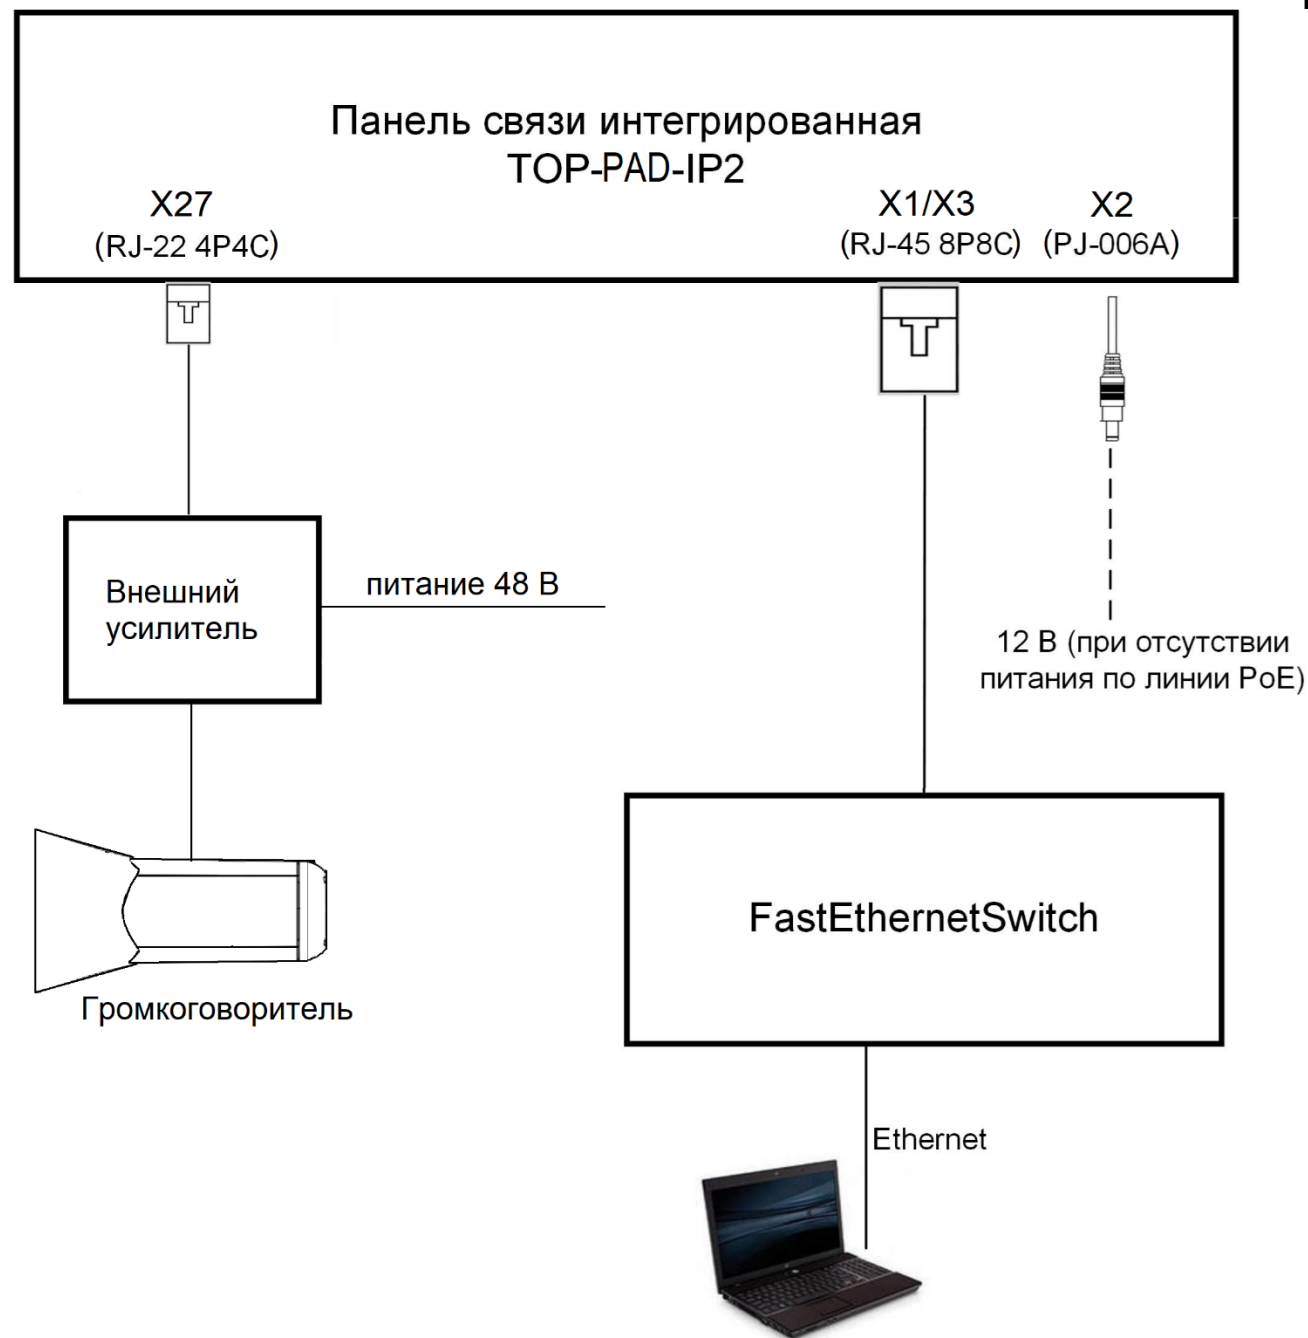 Панель связи интегрированная
TOP-PAD-IP2
X27
(RJ-22 4P4C)
X1/X3
(RJ-45 8P8C)
X2
(PJ-006A)
Внешний
усилитель
питание 48 В
12 В (при отсутствии
питания по линии PoE)
Громкоговоритель
FastEthernetSwitch
Ethernet